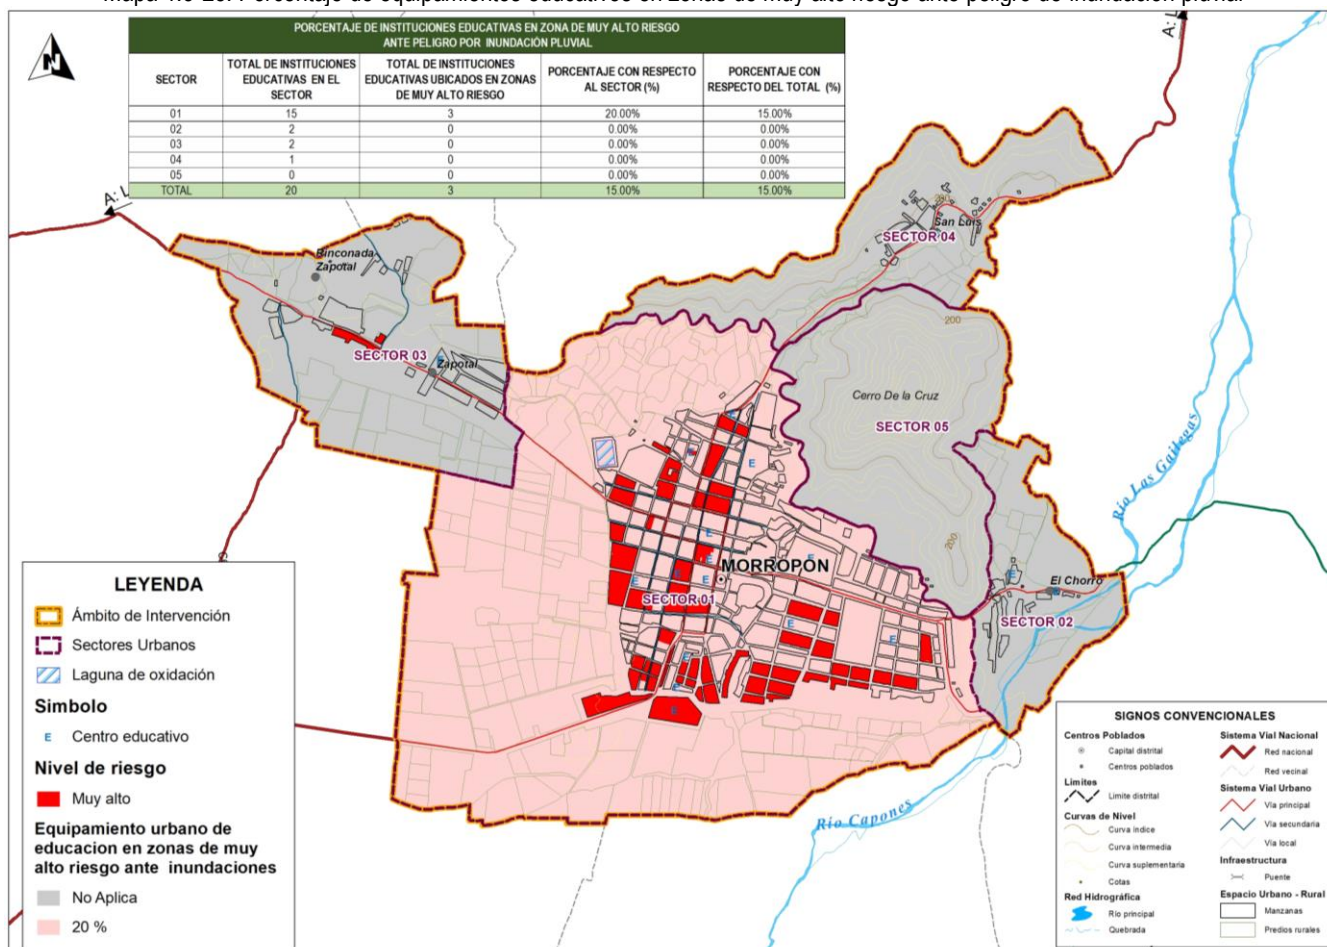 PORCENTAJE DE INSTITUCIONES EDUCATIVAS EN ZONA DE MUY ALTO RIESGO
ANTE PELIGRO POR INUNDACIÓN PLUVIAL
SECTOR
TOTAL DE INSTITUCIONES EDUCATIVAS EN EL SECTOR
TOTAL DE INSTITUCIONES EDUCATIVAS UBICADOS EN ZONAS DE MUY ALTO RIESGO
PORCENTAJE CON RESPECTO AL SECTOR (%)
PORCENTAJE CON RESPECTO DEL TOTAL (%)
01 15 3 20.00% 15.00%
02 2 0 0.00% 0.00%
03 2 0 0.00% 0.00%
04 1 0 0.00% 0.00%
05 0 0 0.00% 0.00%
TOTAL 20 3 15.00% 15.00%
N
A: L
A: L
Rinconada-
Zapotal
SECTOR 03
Zapotal
San Luis
SECTOR 04
200
Cerro De la Cruz
SECTOR 05
200
Río Las Gallegas
MORROPÓN
SECTOR 01
El Chorro
SECTOR 02
Río Capones
LEYENDA
Ámbito de Intervención
Sectores Urbanos
Laguna de oxidación
Simbolo
E Centro educativo
Nivel de riesgo
Muy alto
Equipamiento urbano de
educacion en zonas de muy
alto riesgo ante inundaciones
No Aplica
20 %
SIGNOS CONVENCIONALES
Centros Poblados
Capital distrital
Centros poblados
Limites
Limite distrital
Curvas de Nivel
Curva índice
Curva intermedia
Curva suplementaria
Cotas
Red Hidrográfica
Río principal
Quebrada
Sistema Vial Nacional
Red nacional
Red vecinal
Sistema Vial Urbano
Vía principal
Vía secundaria
Vía local
Infraestructura
Puente
Espacio Urbano - Rural
Manzanas
Predios rurales